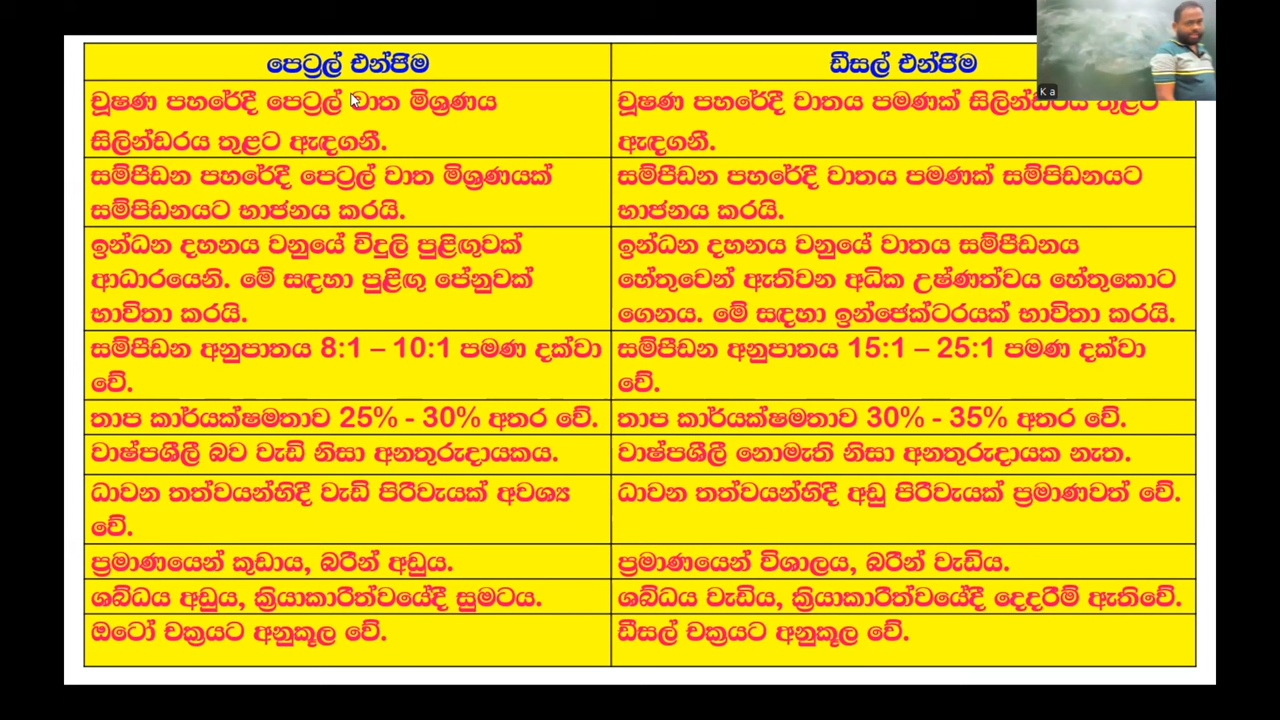 පෙට්‍රල් එන්ජිම
ඩීසල් එන්ජිම
චූෂණ පහරේදී පෙට්‍රල් වාත මිශ්‍රණය
සිලින්ඩරය තුළට ඇඳගනී.
චූෂණ පහරේදී වාතය පමණක් සිලින්ඩරය තුළට
ඇඳගනී.
සම්පීඩන පහරේදී පෙට්‍රල් වාත මිශ්‍රණයක්
සම්පිඩනයට භාජනය කරයි.
සම්පීඩන පහරේදී වාතය පමණක් සම්පිඩනයට
භාජනය කරයි.
ඉන්ධන දහනය වනුයේ විදුලි පුළිඟුවක්
ආධාරයෙනි. මේ සඳහා පුළිඟු පේනුවක්
භාවිතා කරයි.
ඉන්ධන දහනය වනුයේ වාතය සම්පීඩනය
හේතුවෙන් ඇතිවන අධික උෂ්ණත්වය හේතුකොට
ගෙනය. මේ සඳහා ඉන්ජෙක්ටරයක් භාවිතා කරයි.
සම්පීඩන අනුපාතය 8:1 – 10:1 පමණ දක්වා
වේ.
සම්පීඩන අනුපාතය 15:1 – 25:1 පමණ දක්වා
වේ.
තාප කාර්යක්ෂමතාව 25% - 30% අතර වේ.
තාප කාර්යක්ෂමතාව 30% - 35% අතර වේ.
වාෂ්පශීලී බව වැඩි නිසා අනතුරුදායකය.
වාෂ්පශීලී නොමැති නිසා අනතුරුදායක නැත.
ධාවන තත්වයන්හිදී වැඩි පිරිවැයක් අවශ්‍ය
වේ.
ධාවන තත්වයන්හිදී අඩු පිරිවැයක් ප්‍රමාණවත් වේ.
ප්‍රමාණයෙන් කුඩාය, බරින් අඩුය.
ප්‍රමාණයෙන් විශාලය, බරින් වැඩිය.
ශබ්ධය අඩුය, ක්‍රියාකාරීත්වයේදී සුමටය.
ශබ්ධය වැඩිය, ක්‍රියාකාරීත්වයේදී දෙදරීම් ඇතිවේ.
ඔටෝ චක්‍රයට අනුකූල වේ.
ඩීසල් චක්‍රයට අනුකූල වේ.
K a